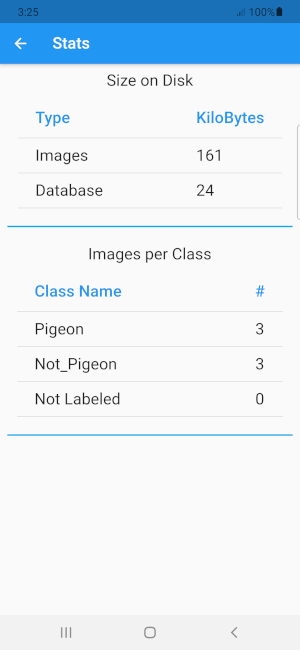 3:25 100%
Stats
Size on Disk
Type KiloBytes
Images 161
Database 24
Images per Class
Class Name #
Pigeon 3
Not_Pigeon 3
Not Labeled 0